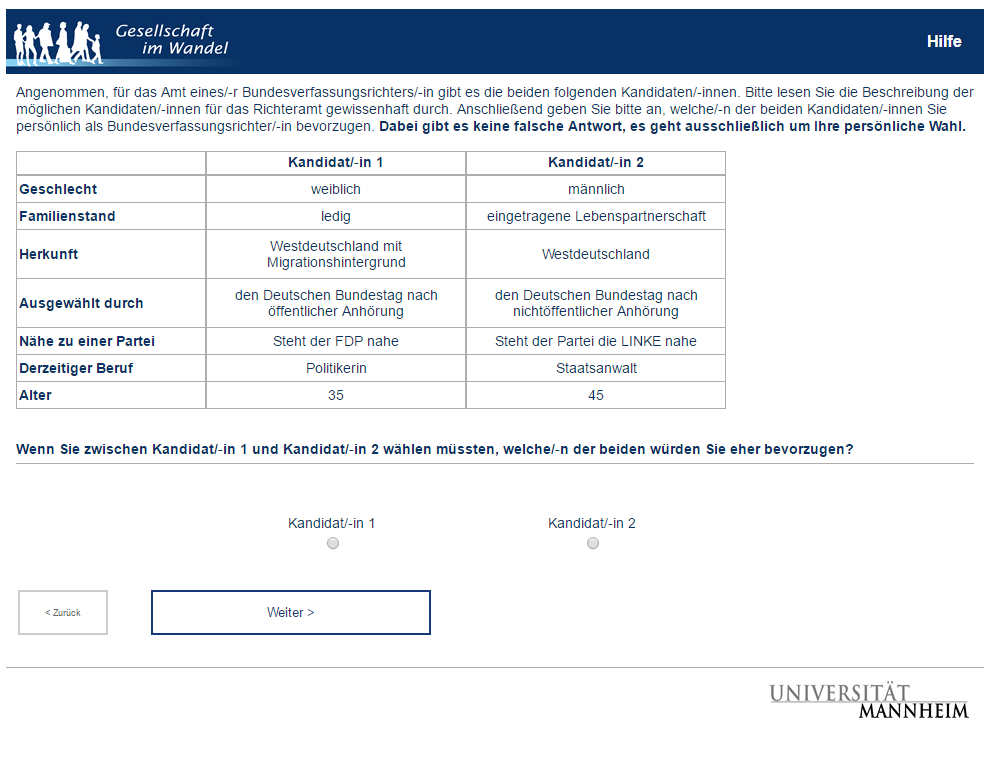 Gesellschaft
im Wandel
Hilfe
Angenommen, für das Amt eines/-r Bundesverfassungsrichters/-in gibt es die beiden folgenden Kandidaten/-innen. Bitte lesen Sie die Beschreibung der
möglichen Kandidaten/-innen für das Richteramt gewissenhaft durch. Anschließend geben Sie bitte an, welche/-n der beiden Kandidaten/-innen Sie
persönlich als Bundesverfassungsrichter/-in bevorzugen. Dabei gibt es keine falsche Antwort, es geht ausschließlich um Ihre persönliche Wahl.
Kandidat/-in 1 Kandidat/-in 2
Geschlecht weiblich männlich
Familienstand ledig eingetragene Lebenspartnerschaft
Herkunft Westdeutschland mit
Migrationshintergrund Westdeutschland
Ausgewählt durch den Deutschen Bundestag nach
öffentlicher Anhörung den Deutschen Bundestag nach
nichtöffentlicher Anhörung
Nähe zu einer Partei Steht der FDP nahe Steht der Partei die LINKE nahe
Derzeitiger Beruf Politikerin Staatsanwalt
Alter 35 45
Wenn Sie zwischen Kandidat/-in 1 und Kandidat/-in 2 wählen müssten, welche/-n der beiden würden Sie eher bevorzugen?
Kandidat/-in 1 Kandidat/-in 2
< Zurück Weiter >
UNIVERSITÄT
MANNHEIM